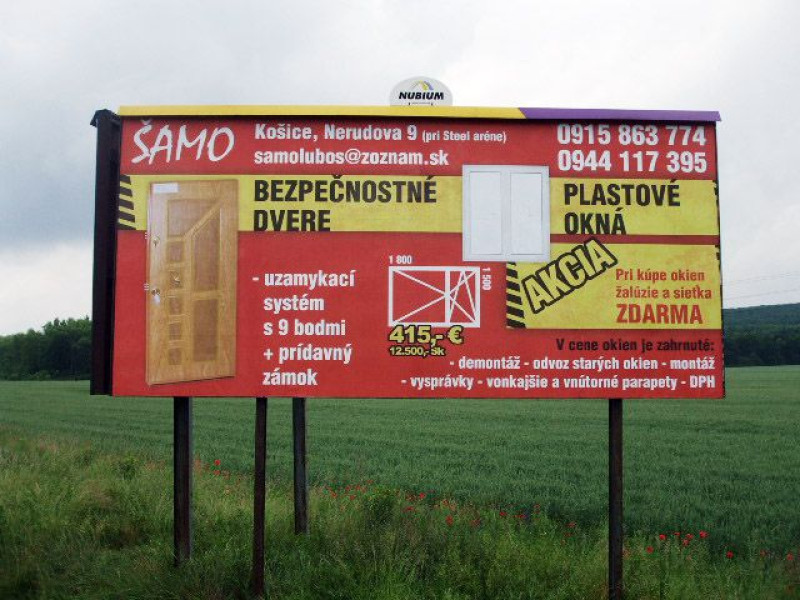 NUBIUM
ŠAMO
Košice, Nerudova 9 (pri Steel aréne)
samolubos@zoznam.sk
0915 863 774
0944 117 395
BEZPEČNOSTNÉ
DVERE
PLASTOVÉ
OKNÁ
- uzamykací
systém
s 9 bodmi
+ prídavný
zámok
1 800
1 500
415,- €
12.500,-Sk
AKCIA
Pri kúpe okien
žalúzie a sieťka
ZDARMA
V cene okien je zahrnuté:
- demontáž - odvoz starých okien - montáž
- vysprávky - vonkajšie a vnútorné parapety - DPH